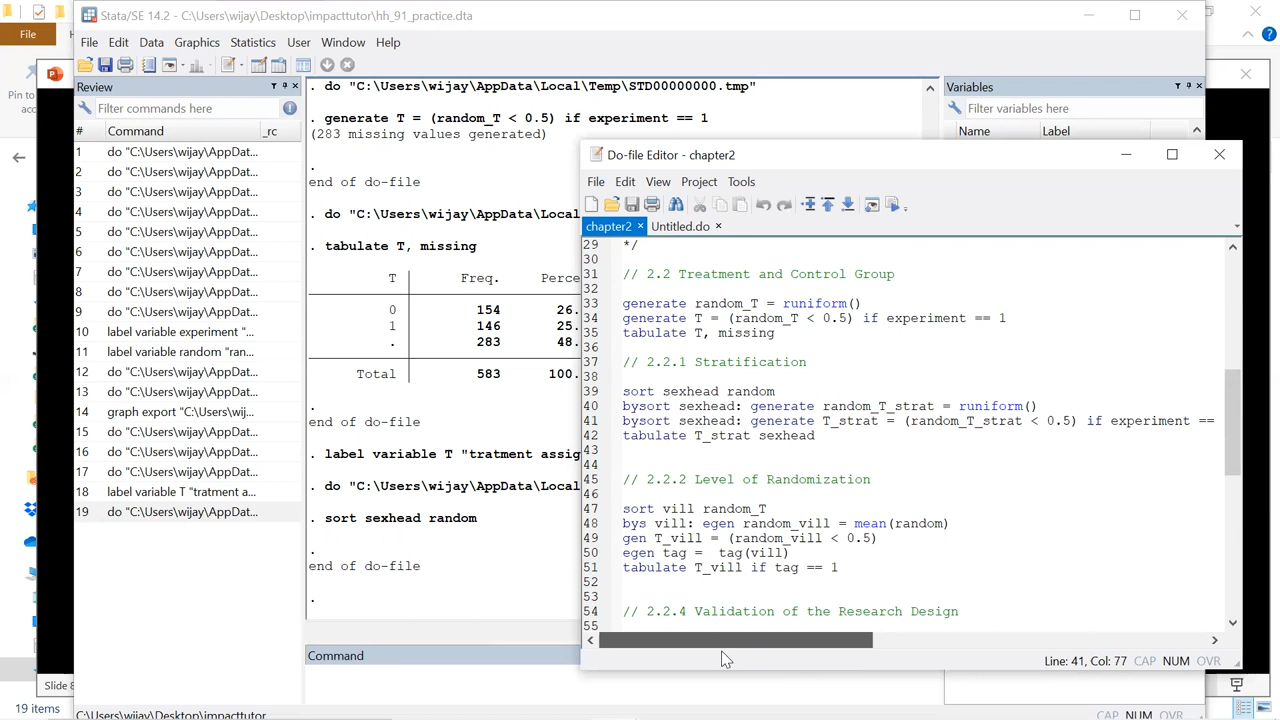 File
Pin to
acc
Slide 8
19 items
Stata/SE 14.2 - C:\Users\wijay\Desktop\impacttutor\hh_91_practice.dta
File Edit Data Graphics Statistics User Window Help
Review
Filter commands here
# Command _rc
1 do "C:\Users\wijay\AppDat...
2 do "C:\Users\wijay\AppDat...
3 do "C:\Users\wijay\AppDat...
4 do "C:\Users\wijay\AppDat...
5 do "C:\Users\wijay\AppDat...
6 do "C:\Users\wijay\AppDat...
7 do "C:\Users\wijay\AppDat...
8 do "C:\Users\wijay\AppDat...
9 do "C:\Users\wijay\AppDat...
10 label variable experiment "...
11 label variable random "ran...
12 do "C:\Users\wijay\AppDat...
13 do "C:\Users\wijay\AppDat...
14 graph export "C:\Users\wij...
15 do "C:\Users\wijay\AppDat...
16 do "C:\Users\wijay\AppDat...
17 do "C:\Users\wijay\AppDat...
18 label variable T "tratment a...
19 do "C:\Users\wijay\AppDat...
. do "C:\Users\wijay\AppData\Local\Temp\STD00000000.tmp"
. generate T = (random_T < 0.5) if experiment == 1
(283 missing values generated)
.
end of do-file
. do "C:\Users\wijay\AppData\Local
. tabulate T, missing
T Freq. Perce
0 154 26.
1 146 25.
. 283 48.
Total 583 100.
.
end of do-file
. label variable T "tratment assig
. do "C:\Users\wijay\AppData\Local
. sort sexhead random
.
end of do-file
.
Command
C:\Users\wijay\Desktop\impacttutor
CAP NUM OVR
Variables
Filter variables here
Name Label
Do-file Editor - chapter2
File Edit View Project Tools
chapter2 × Untitled.do ×
29 */
30
31 // 2.2 Treatment and Control Group
32
33 generate random_T = runiform()
34 generate T = (random_T < 0.5) if experiment == 1
35 tabulate T, missing
36
37 // 2.2.1 Stratification
38
39 sort sexhead random
40 bysort sexhead: generate random_T_strat = runiform()
41 bysort sexhead: generate T_strat = (random_T_strat < 0.5) if experiment ==
42 tabulate T_strat sexhead
43
44
45 // 2.2.2 Level of Randomization
46
47 sort vill random_T
48 bys vill: egen random_vill = mean(random)
49 gen T_vill = (random_vill < 0.5)
50 egen tag = tag(vill)
51 tabulate T_vill if tag == 1
52
53
54 // 2.2.4 Validation of the Research Design
55
Line: 41, Col: 77 CAP NUM OVR